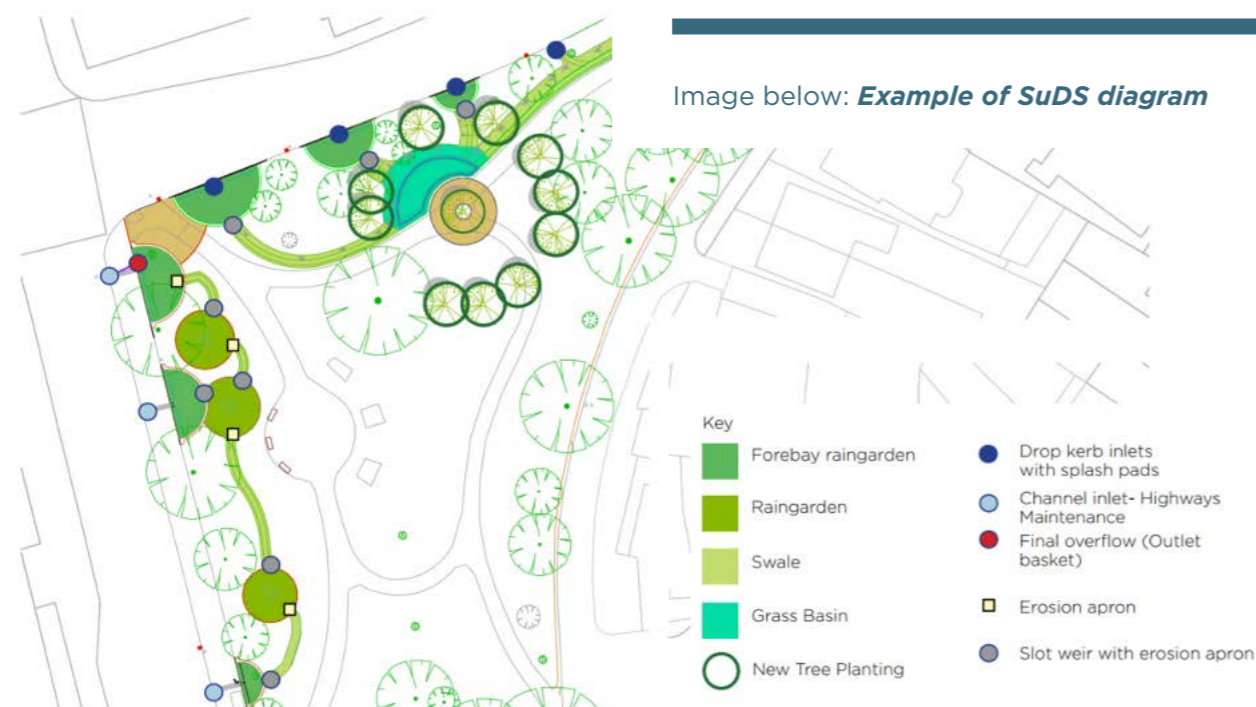 Image below: Example of SuDS diagram
Key
Forebay raingarden
Raingarden
Swale
Grass Basin
New Tree Planting
Drop kerb inlets
with splash pads
Channel inlet- Highways
Maintenance
Final overflow (Outlet
basket)
Erosion apron
Slot weir with erosion apron